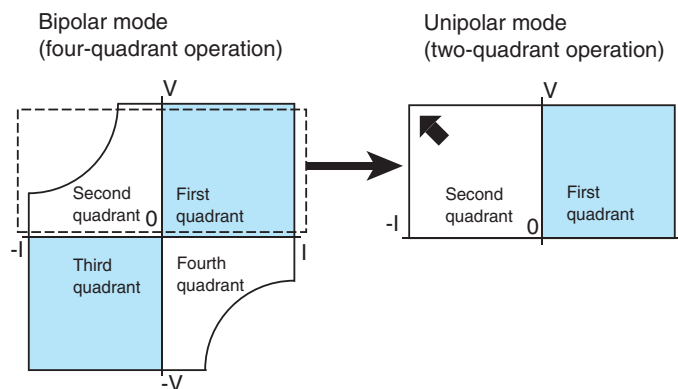 Bipolar mode
(four-quadrant operation)
V
Second
quadrant
0
First
quadrant
-I
I
Third
quadrant
Fourth
quadrant
-V
Unipolar mode
(two-quadrant operation)
V
Second
quadrant
First
quadrant
-I
0